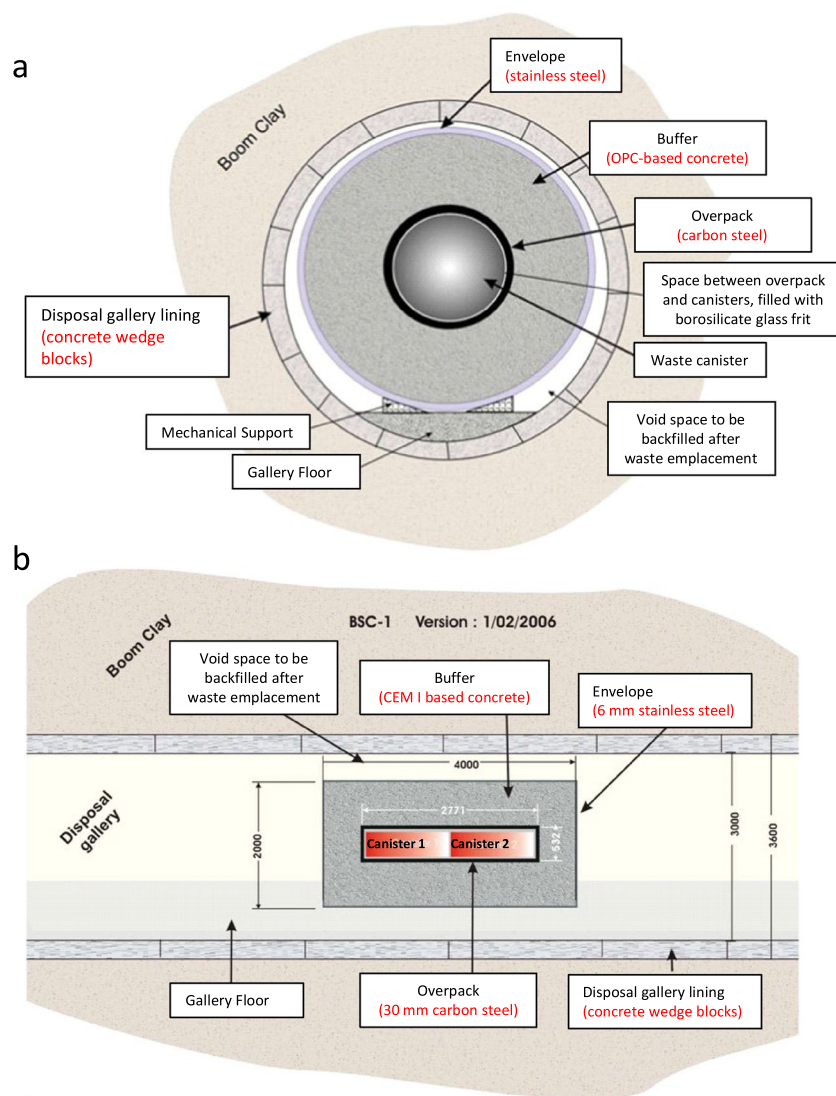 a
Boom Clay
Envelope
(stainless steel)
Buffer
(OPC-based concrete)
Overpack
(carbon steel)
Space between overpack
and canisters, filled with
borosilicate glass frit
Waste canister
Void space to be
backfilled after
waste emplacement
Disposal gallery lining
(concrete wedge
blocks)
Mechanical Support
Gallery Floor
b
Boom Clay
BSC-1 Version : 1/02/2006
Void space to be
backfilled after
waste emplacement
Buffer
(CEM I based concrete)
Envelope
(6 mm stainless steel)
4000
2771
Disposal
gallery
2000
Canister 1
Canister 2
532
3000
3600
Gallery Floor
Overpack
(30 mm carbon steel)
Disposal gallery lining
(concrete wedge blocks)